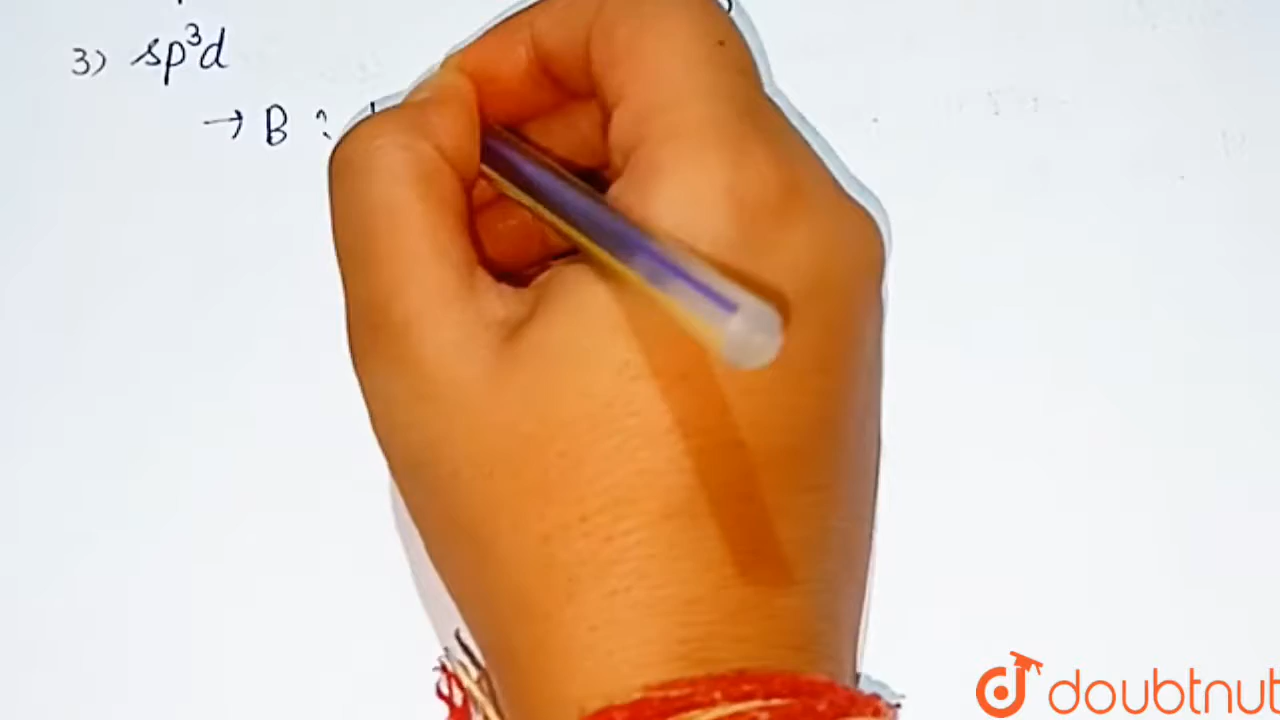 3) sp³d
→ B :
doubtnut